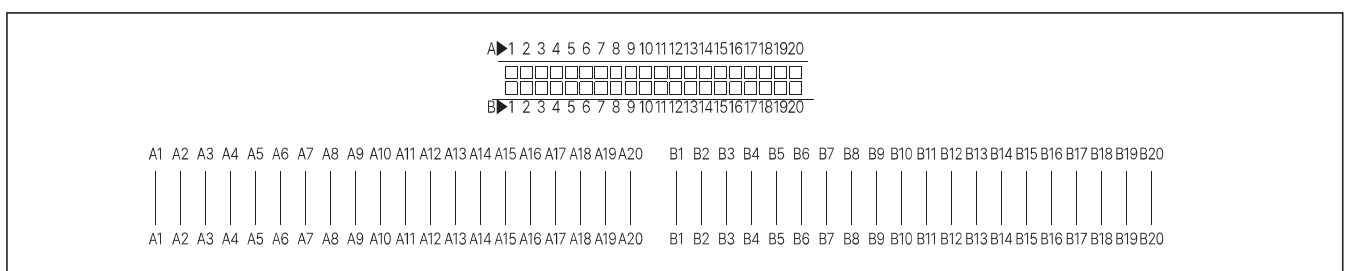 A▶1 2 3 4 5 6 7 8 9 10 11 12 13 14 15 16 17 18 19 20
B▶1 2 3 4 5 6 7 8 9 10 11 12 13 14 15 16 17 18 19 20
A1 A2 A3 A4 A5 A6 A7 A8 A9 A10 A11 A12 A13 A14 A15 A16 A17 A18 A19 A20 B1 B2 B3 B4 B5 B6 B7 B8 B9 B10 B11 B12 B13 B14 B15 B16 B17 B18 B19 B20
A1 A2 A3 A4 A5 A6 A7 A8 A9 A10 A11 A12 A13 A14 A15 A16 A17 A18 A19 A20 B1 B2 B3 B4 B5 B6 B7 B8 B9 B10 B11 B12 B13 B14 B15 B16 B17 B18 B19 B20